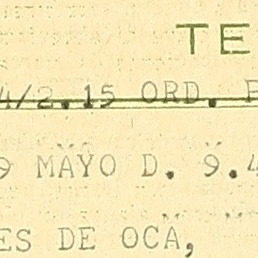 TE
4/2.15 ORD. P
9 MAYO D. 9.4
ES DE OCA,